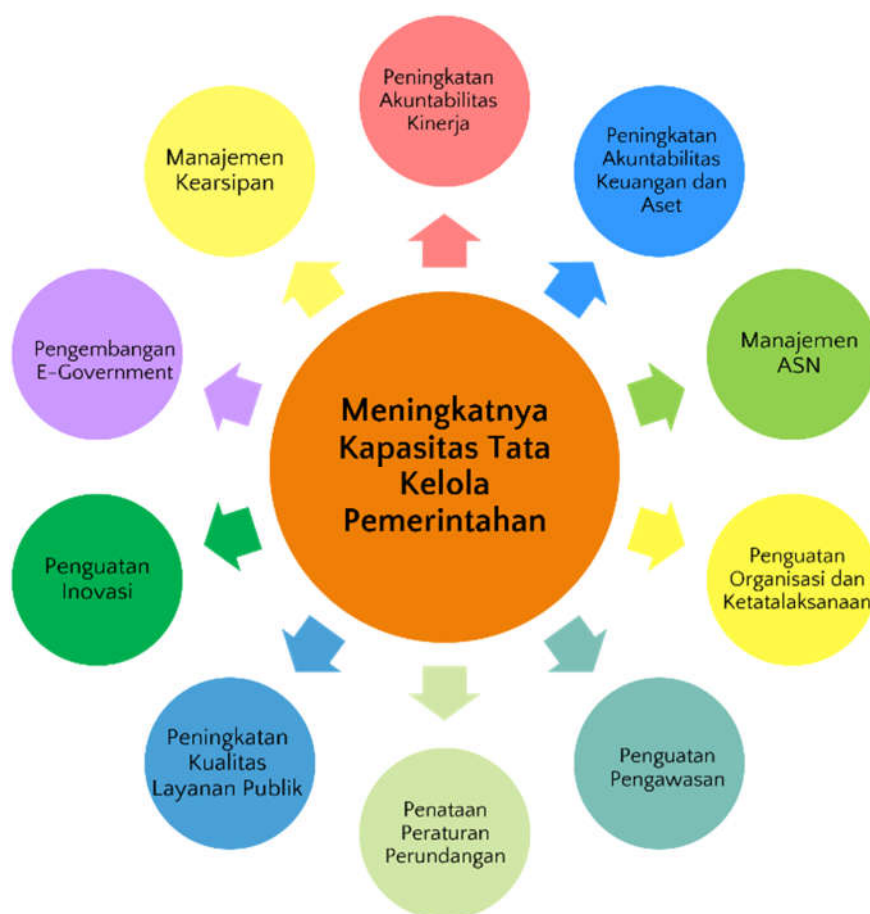 Peningkatan
Akuntabilitas
Kinerja
Peningkatan
Akuntabilitas
Keuangan dan
Aset
Manajemen
ASN
Penguatan
Organisasi dan
Ketatalaksanaan
Penguatan
Pengawasan
Penataan
Peraturan
Perundangan
Peningkatan
Kualitas
Layanan Publik
Penguatan
Inovasi
Pengembangan
E-Government
Manajemen
Kearsipan
Meningkatnya
Kapasitas Tata
Kelola
Pemerintahan